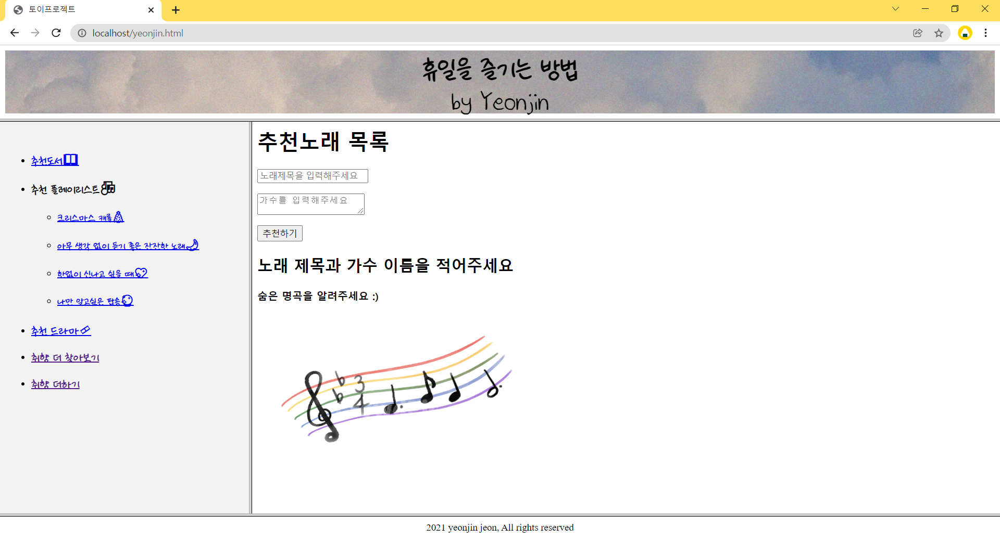 토이프로젝트
localhost/yeonjin.html
휴일을 즐기는 방법
by Yeonjin
추천도서
추천 플레이리스트
크리스마스 캐롤
아무 생각 없이 듣기 좋은 잔잔한 노래
하없이 신나고 싶을 때
나만 알고싶은 팝송
추천 드라마
취향 더 찾아보기
취향 더하기
추천노래 목록
노래제목을 입력해주세요
가수를 입력해주세요
추천하기
노래 제목과 가수 이름을 적어주세요
숨은 명곡을 알려주세요 :)
3
4
2021 yeonjin jeon, All rights reserved